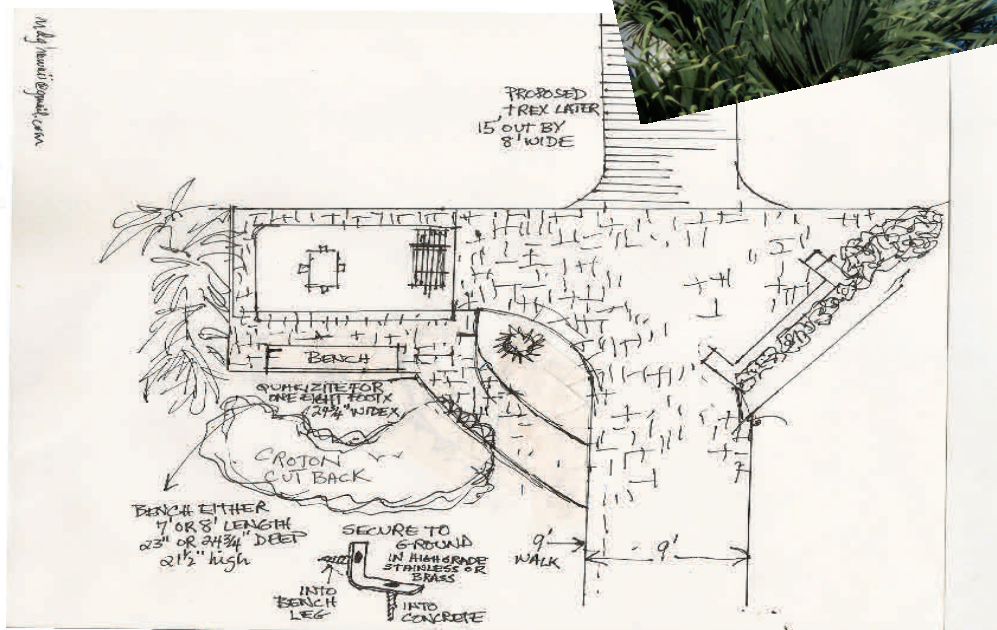 PROPOSED
TREX LATER
15' OUT BY
8' WIDE
BENCH
QUARTZITE FOR
ONE EIGHT FOOT X
24¾" WIDE X
CROTON
CUT BACK
BENCH EITHER
7' OR 8' LENGTH
23" OR 24¾" DEEP
21½" high
SECURE TO
GROUND
IN HIGH GRADE
STAINLESS OR
BRASS
INTO
BENCH
LEG
INTO
CONCRETE
9'
WALK
9'